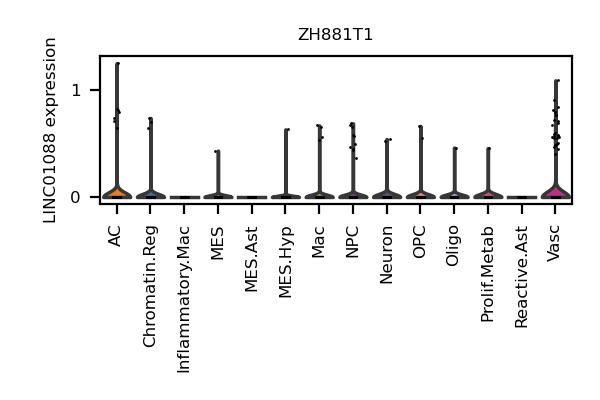 ZH881T1
LINC01088 expression
1
0
AC
Chromatin.Reg
Inflammatory.Mac
MES
MES.Ast
MES.Hyp
Mac
NPC
Neuron
OPC
Oligo
Prolif.Metab
Reactive.Ast
Vasc